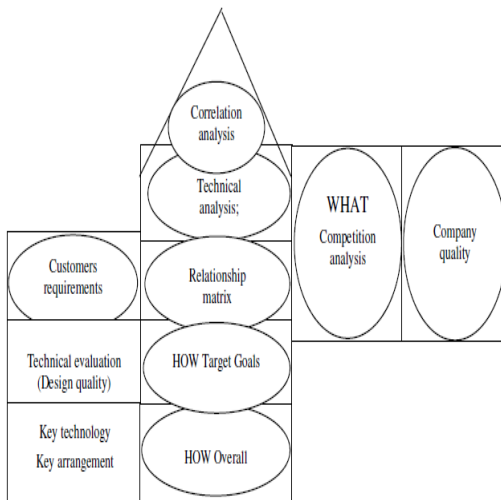 Correlation
analysis
Technical
analysis;
WHAT
Competition
analysis
Company
quality
Customers
requirements
Relationship
matrix
Technical evaluation
(Design quality)
HOW Target Goals
Key technology
Key arrangement
HOW Overall